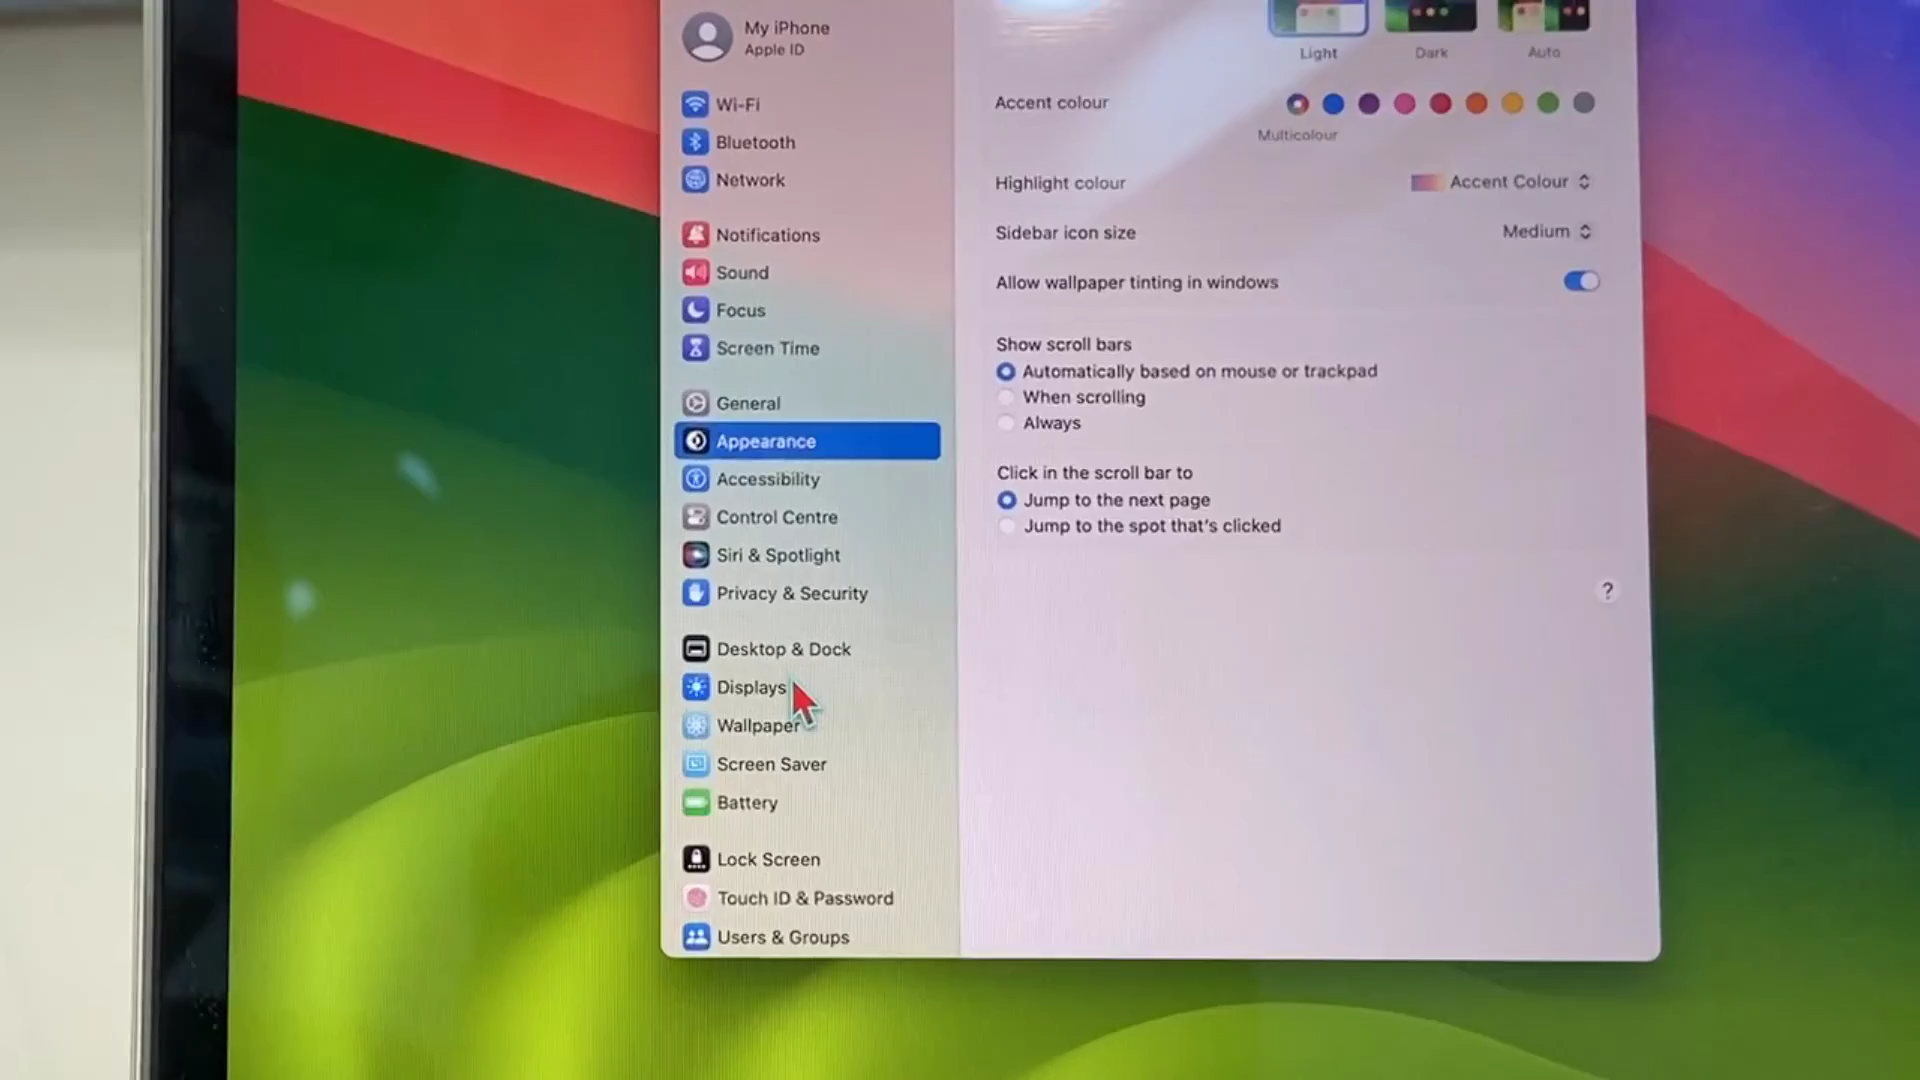 My iPhone
Apple ID
Wi-Fi
Bluetooth
Network
Notifications
Sound
Focus
Screen Time
General
Appearance
Accessibility
Control Centre
Siri & Spotlight
Privacy & Security
Desktop & Dock
Displays
Wallpaper
Screen Saver
Battery
Lock Screen
Touch ID & Password
Users & Groups
Light Dark Auto
Accent colour
Multicolour
Highlight colour Accent Colour
Sidebar icon size Medium
Allow wallpaper tinting in windows
Show scroll bars
Automatically based on mouse or trackpad
When scrolling
Always
Click in the scroll bar to
Jump to the next page
Jump to the spot that's clicked
?